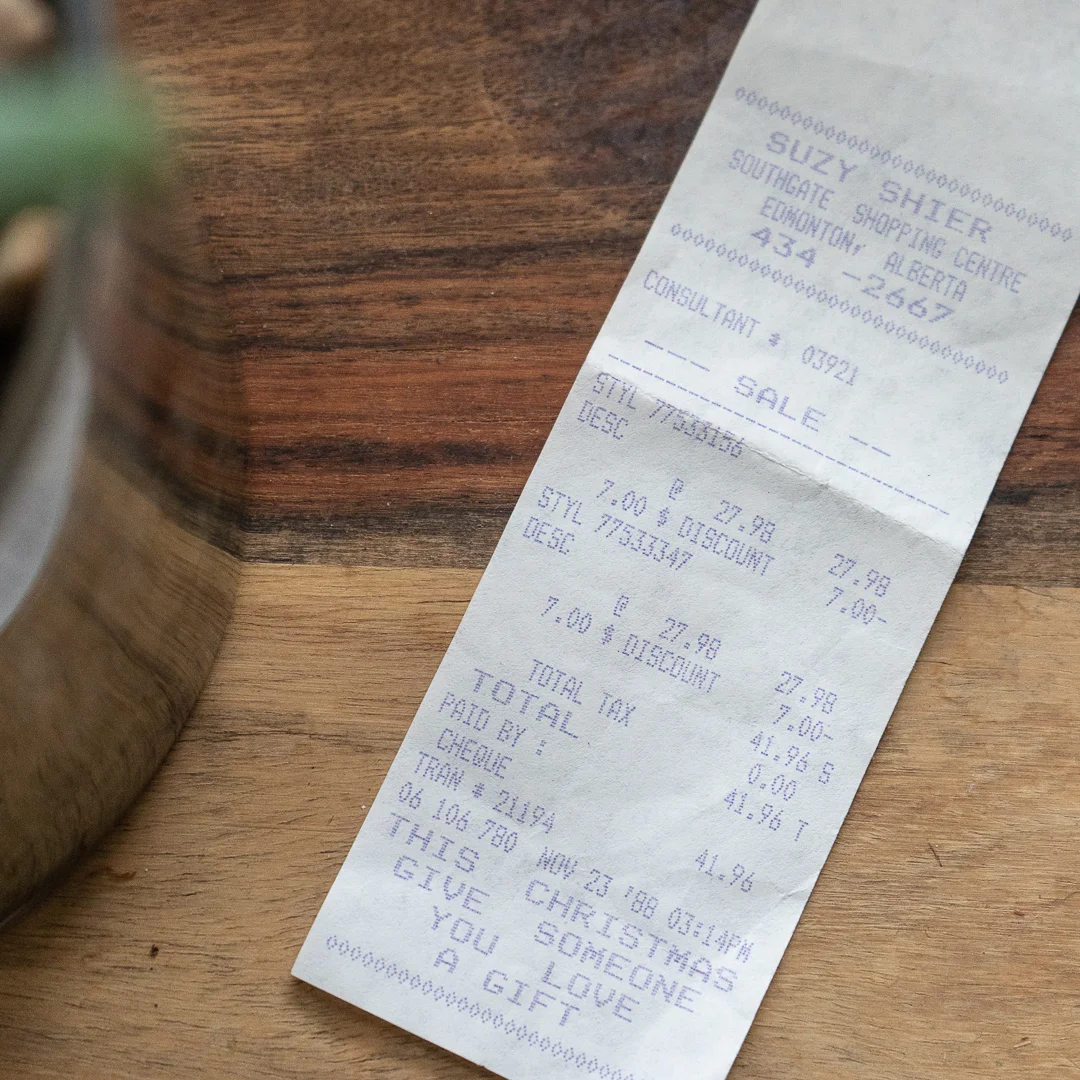 SUZY SHIER
SOUTHGATE SHOPPING CENTRE
EDMONTON, ALBERTA
434 -2667
CONSULTANT # 03921
--- SALE ---
STYL 77533156
DESC
@ 27.98 27.98
7.00 $ DISCOUNT 7.00-
STYL 77533347
DESC
@ 27.98 27.98
7.00 $ DISCOUNT 7.00-
41.96 S
TOTAL TAX 0.00
TOTAL 41.96 T
PAID BY :
CHEQUE 41.96
TRAN # 21194
06 106 780 NOV 23 '88 03:14PM
THIS CHRISTMAS
GIVE SOMEONE
YOU LOVE
A GIFT